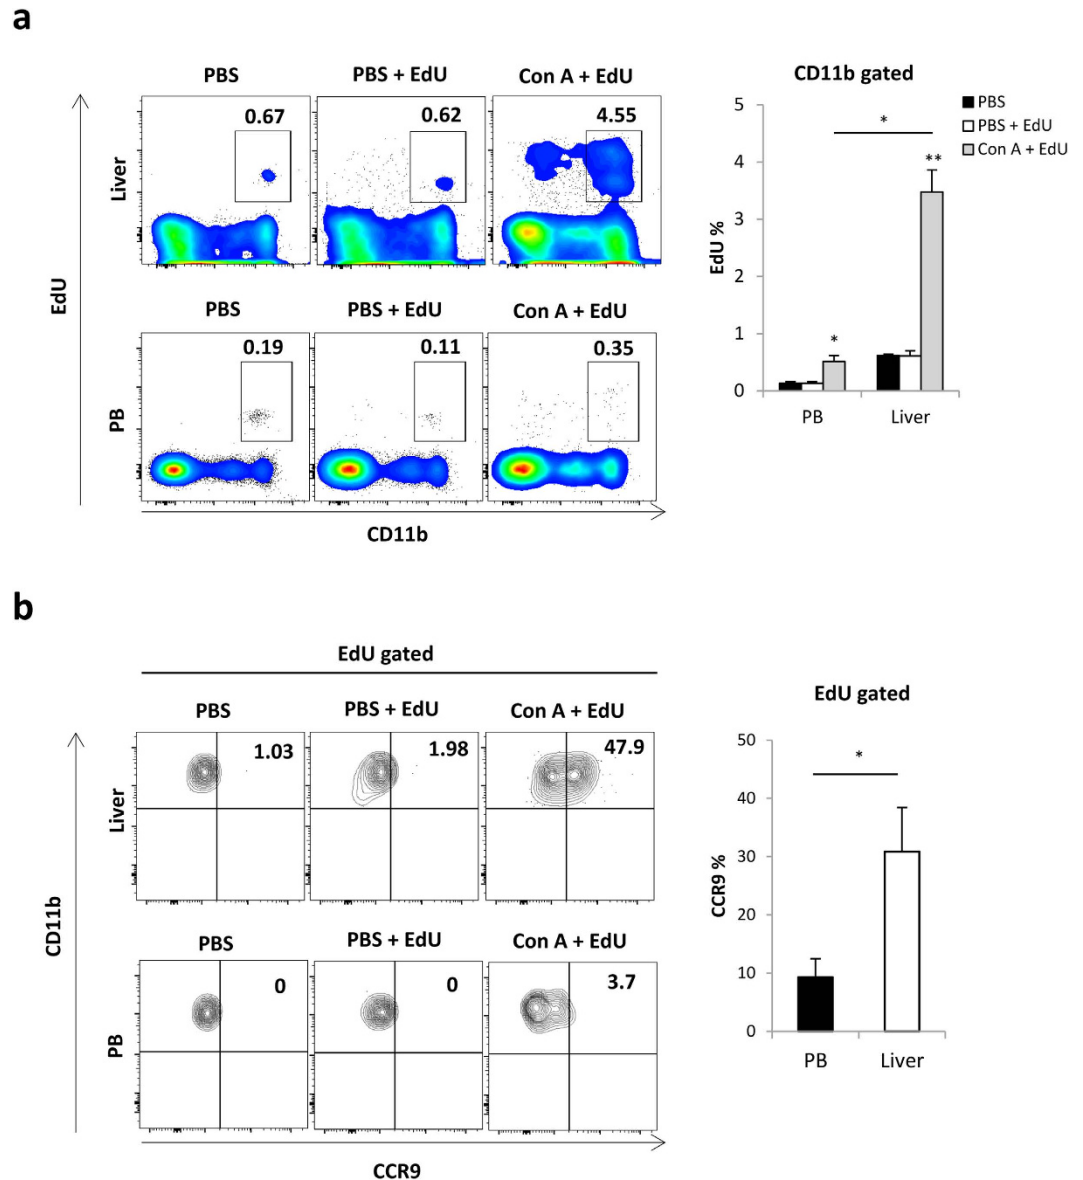 a
PBS
PBS + EdU
Con A + EdU
0.67
0.62
4.55
Liver
EdU
PBS
PBS + EdU
Con A + EdU
0.19
0.11
0.35
PB
CD11b
CD11b gated
PBS
PBS + EdU
Con A + EdU
*
**
*
EdU %
5
4
3
2
1
0
PB
Liver
b
EdU gated
PBS
PBS + EdU
Con A + EdU
1.03
1.98
47.9
Liver
CD11b
PBS
PBS + EdU
Con A + EdU
0
0
3.7
PB
CCR9
EdU gated
*
CCR9 %
50
40
30
20
10
0
PB
Liver